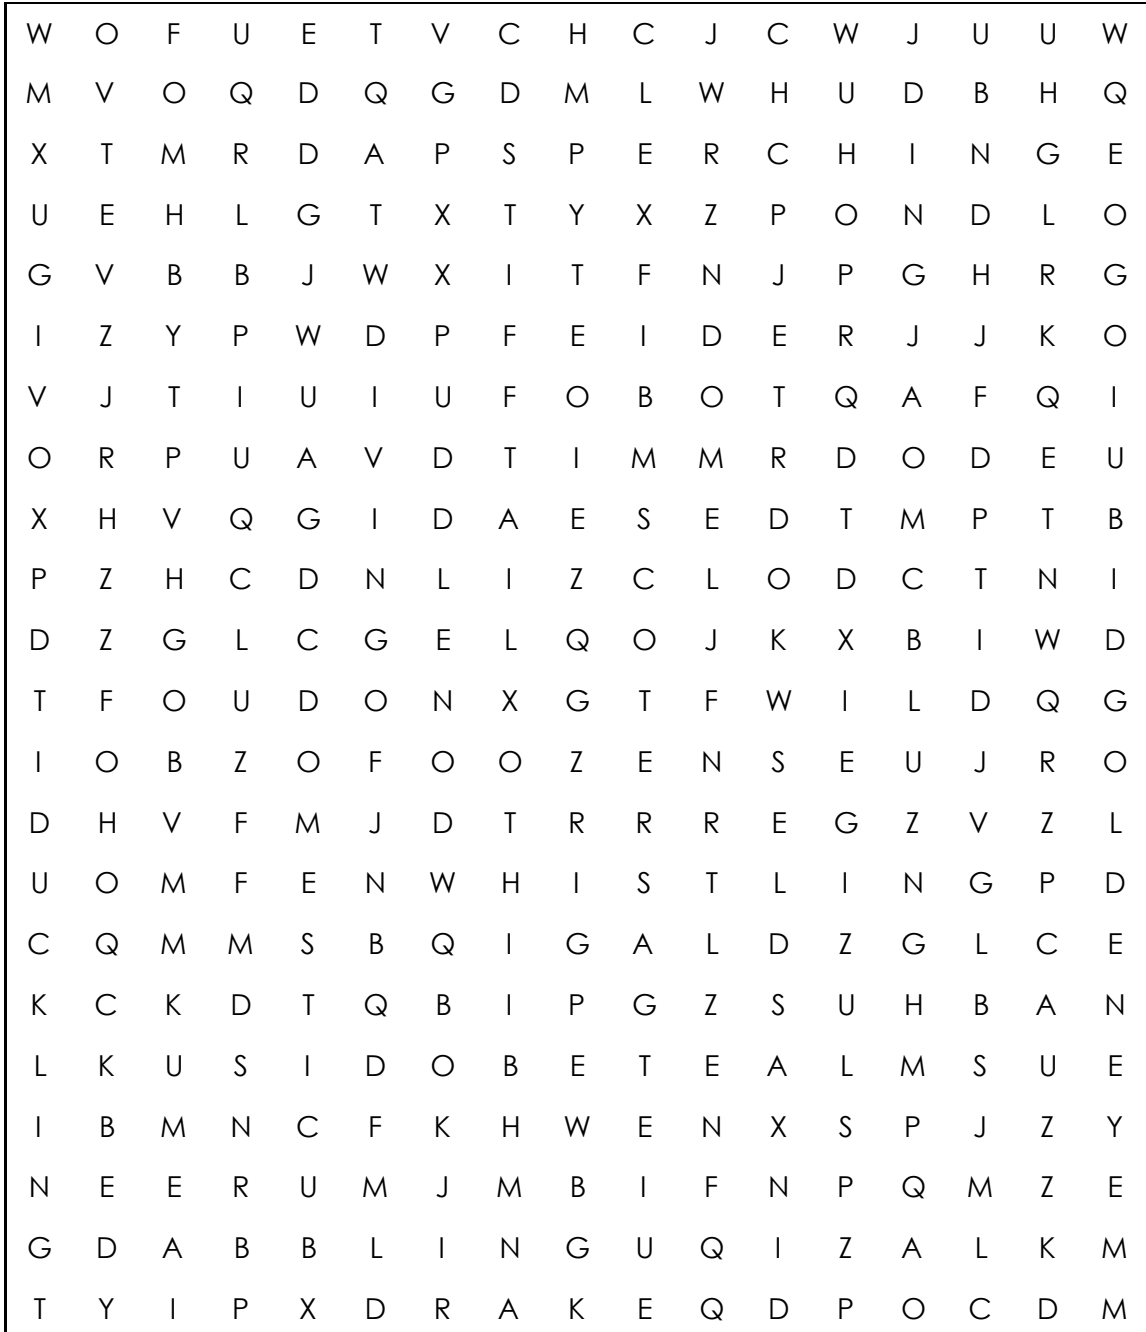 W O F U E T V C H C J C W J U U W
M V O Q D Q G D M L W H U D B H Q
X T M R D A P S P E R C H I N G E
U E H L G T X T Y X Z P O N D L O
G V B B J W X I T F N J P G H R G
I Z Y P W D P F E I D E R J J K O
V J T I U I U F O B O T Q A F Q I
O R P U A V D T I M M R D O D E U
X H V Q G I D A E S E D T M P T B
P Z H C D N L I Z C L O D C T N I
D Z G L C G E L Q O J K X B I W D
T F O U D O N X G T F W I L D Q G
I O B Z O F O O Z E N S E U J R O
D H V F M J D T R R R E G Z V Z L
U O M F E N W H I S T L I N G P D
C Q M M S B Q I G A L D Z G L C E
K C K D T Q B I P G Z S U H B A N
L K U S I D O B E T E A L M S U E
I B M N C F K H W E N X S P J Z Y
N E E R U M J M B I F N P Q M Z E
G D A B B L I N G U Q I Z A L K M
T Y I P X D R A K E Q D P O C D M